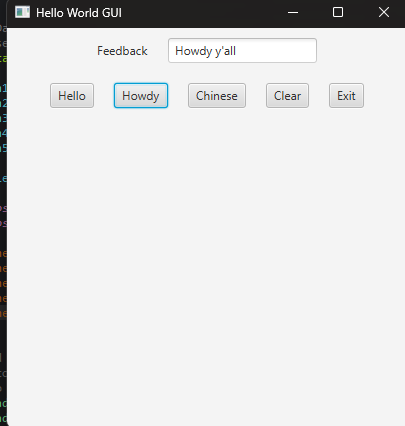 Hello World GUI
Feedback Howdy y'all
Hello Howdy Chinese Clear Exit